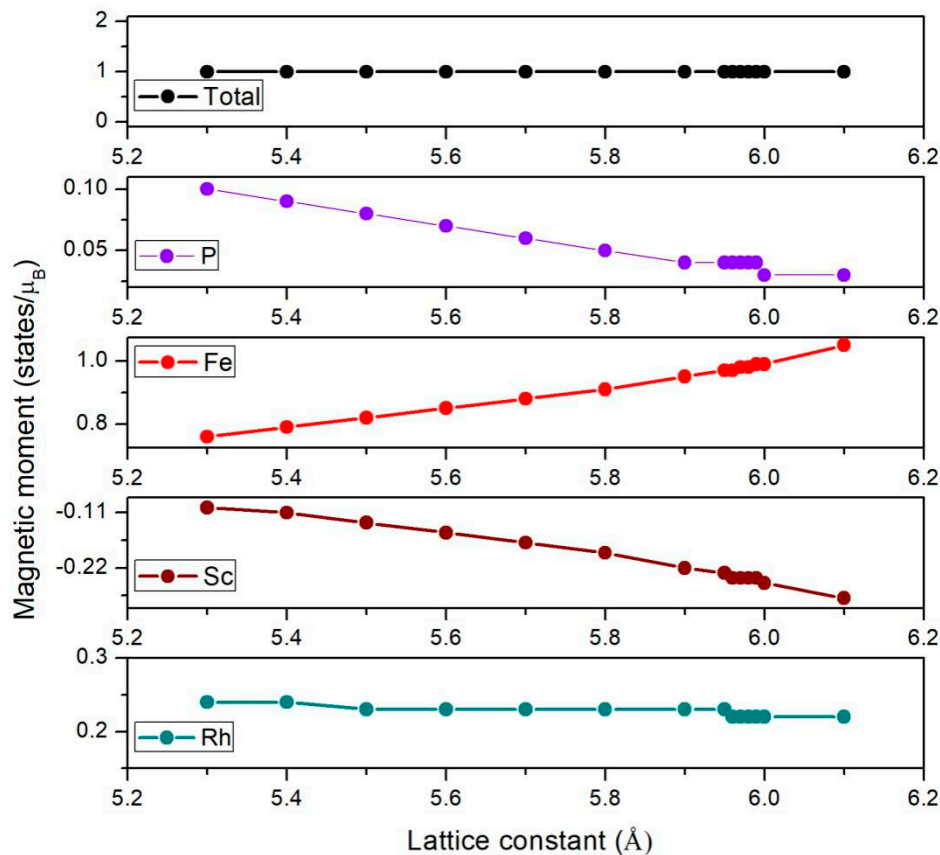 2
1
0
Total
5.2 5.4 5.6 5.8 6.0 6.2
0.10
0.05
P
5.2 5.4 5.6 5.8 6.0 6.2
1.0
0.8
Fe
5.2 5.4 5.6 5.8 6.0 6.2
-0.11
-0.22
Sc
5.2 5.4 5.6 5.8 6.0 6.2
0.3
0.2
Rh
5.2 5.4 5.6 5.8 6.0 6.2
Magnetic moment (states/μB)
Lattice constant (Å)